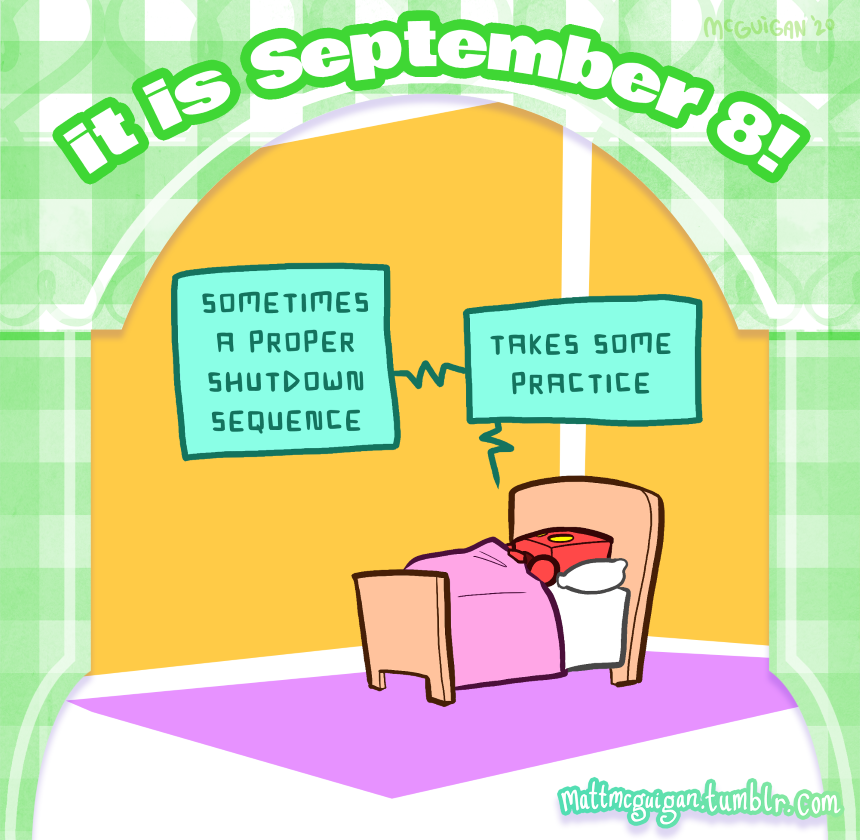 McGUiGAN '20
it is September 8!
SOMETIMES
A PROPER
SHUTDOWN
SEQUENCE
TAKES SOME
PRACTICE
mattmcguigan.tumblr.com